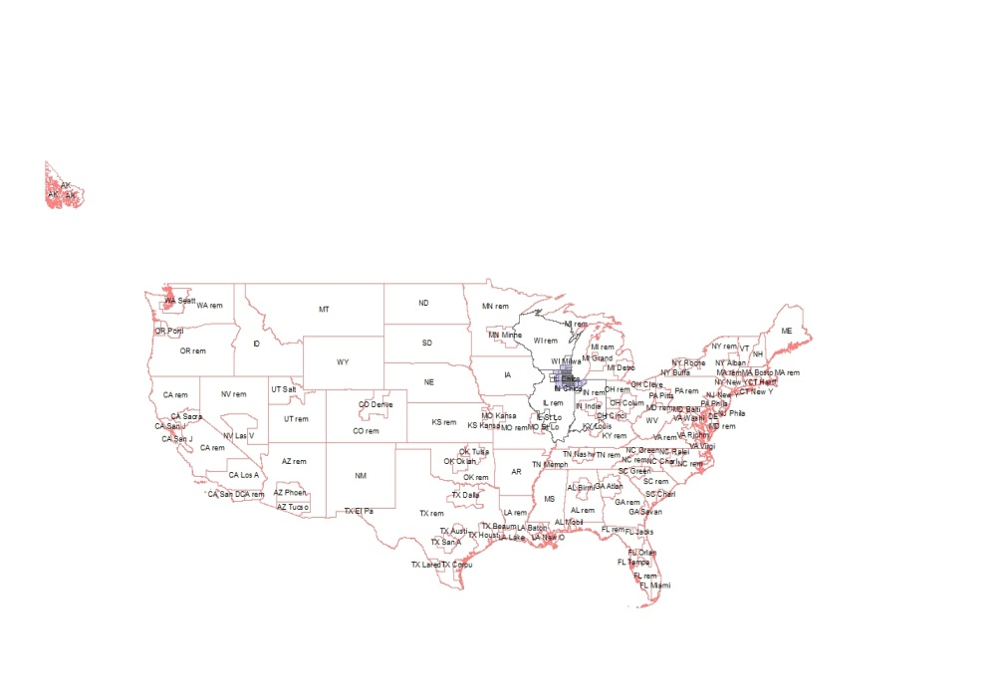 AK
AK
AK
WA Seatt
WA rem
MT
ND
MN rem
MI rem
ME
OR Portl
OR rem
ID
WY
SD
MN Minne
WI rem
MI rem
MI Grand
MI Detro
NY rem
VT
NH
NY Alban
NY Roche
NY Buffa
MA rem
MA Bosto
MA rem
NE
IA
WI Milwa
IL Chica
IN Chica
IN rem
OH rem
OH Cleve
PA Pitts
PA rem
NY New Y
CT Hartf
CT New Y
NJ New Y
CA rem
NV rem
UT Salt
CO Denve
UT rem
CO rem
KS rem
KS Kansa
MO Kansa
MO rem
MO St Lo
IL rem
IL St Lo
IN India
OH Colum
OH Cinci
KY Louis
KY rem
WV
MD rem
MD Balti
PA Phila
NJ Phila
DE
MD rem
VA Washi
VA rem
VA Richm
VA Virgi
CA Sacra
CA San J
CA San J
CA rem
NV Las V
CA Los A
CA San D
CA rem
AZ rem
AZ Phoen
AZ Tucso
NM
OK Tulsa
OK Oklah
OK rem
AR
TN Memph
TN Nashv
TN rem
NC Green
NC Ralei
NC rem
NC Charl
NC rem
SC Green
SC rem
SC Charl
TX Dalla
TX El Pa
TX rem
LA rem
MS
AL Birmi
GA Atlan
AL rem
GA rem
GA Savan
AL Mobil
TX Austi
TX San A
TX Houst
TX Beaum
LA Lake
LA Baton
LA New O
FL rem
FL Jacks
FL Orlan
FL Tampa
FL rem
FL Miami
TX Lared
TX Corpu